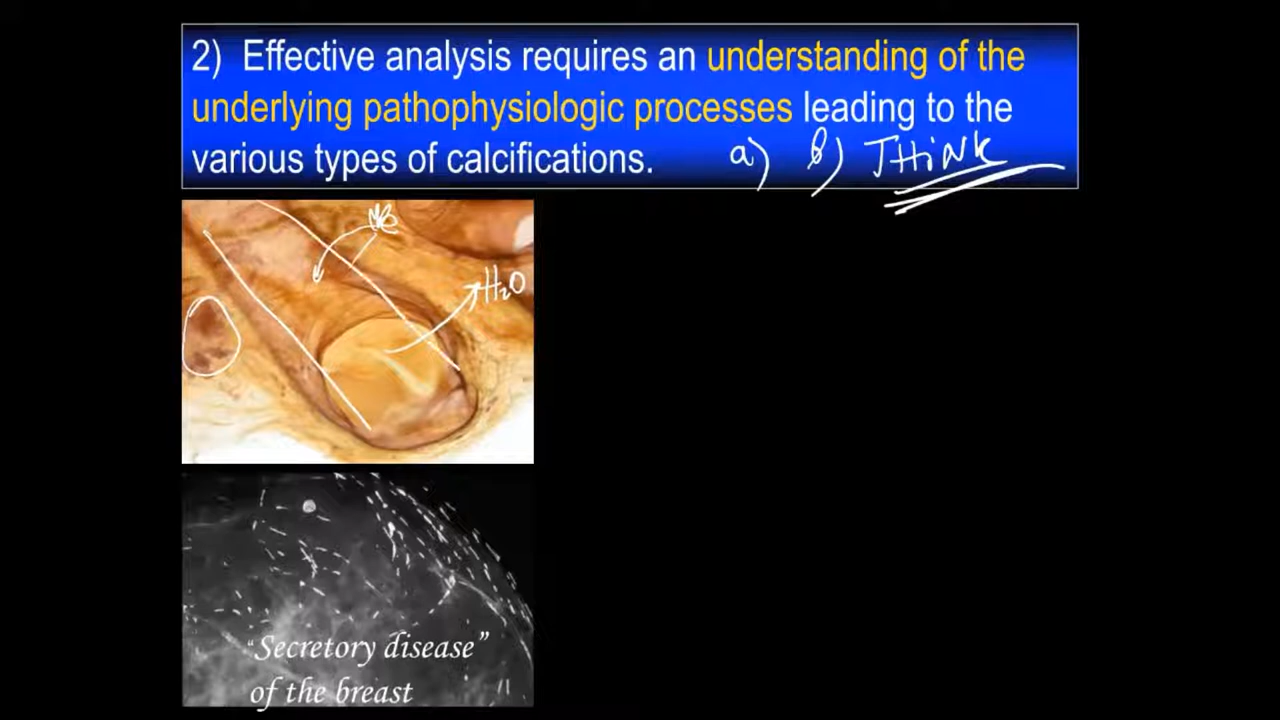 2) Effective analysis requires an understanding of the
underlying pathophysiologic processes leading to the
various types of calcifications.
a) b) THiNK
H₂O
"Secretory disease"
of the breast